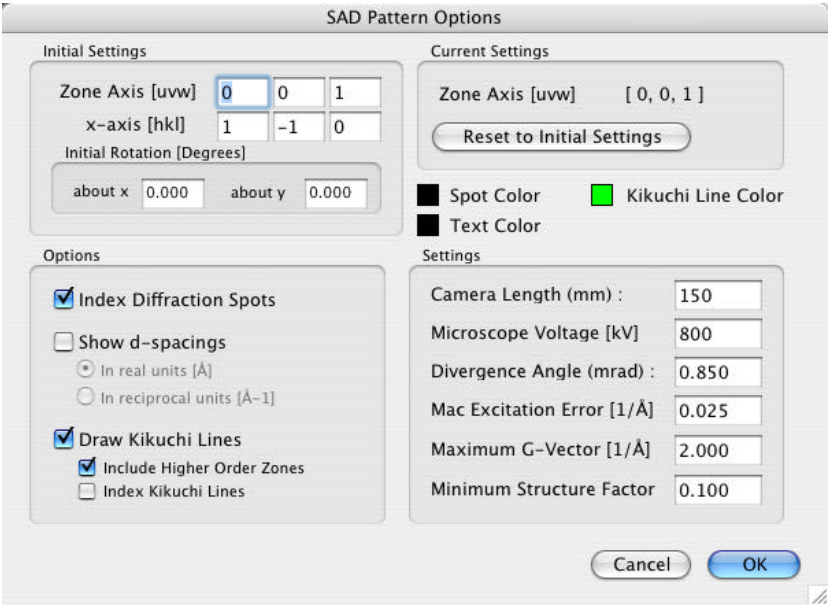 SAD Pattern Options
Initial Settings
Zone Axis [uvw] 0 0 1
x-axis [hkl] 1 -1 0
Initial Rotation [Degrees]
about x 0.000 about y 0.000
Current Settings
Zone Axis [uvw] [ 0, 0, 1 ]
Reset to Initial Settings
Spot Color Kikuchi Line Color
Text Color
Options
Index Diffraction Spots
Show d-spacings
In real units [Å]
In reciprocal units [Å-1]
Draw Kikuchi Lines
Include Higher Order Zones
Index Kikuchi Lines
Settings
Camera Length (mm) : 150
Microscope Voltage [kV] 800
Divergence Angle (mrad) : 0.850
Mac Excitation Error [1/Å] 0.025
Maximum G-Vector [1/Å] 2.000
Minimum Structure Factor 0.100
Cancel OK